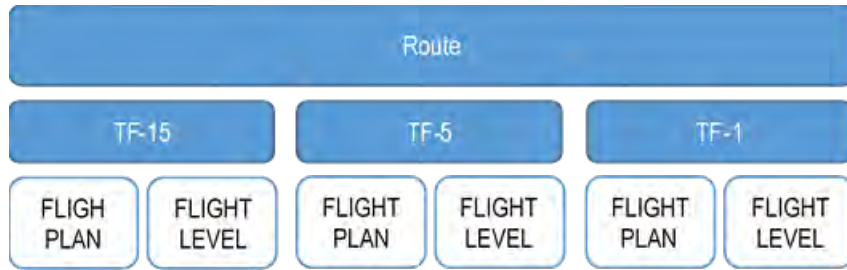 Route
TF-15
TF-5
TF-1
FLIGH
PLAN
FLIGHT
LEVEL
FLIGHT
PLAN
FLIGHT
LEVEL
FLIGHT
PLAN
FLIGHT
LEVEL